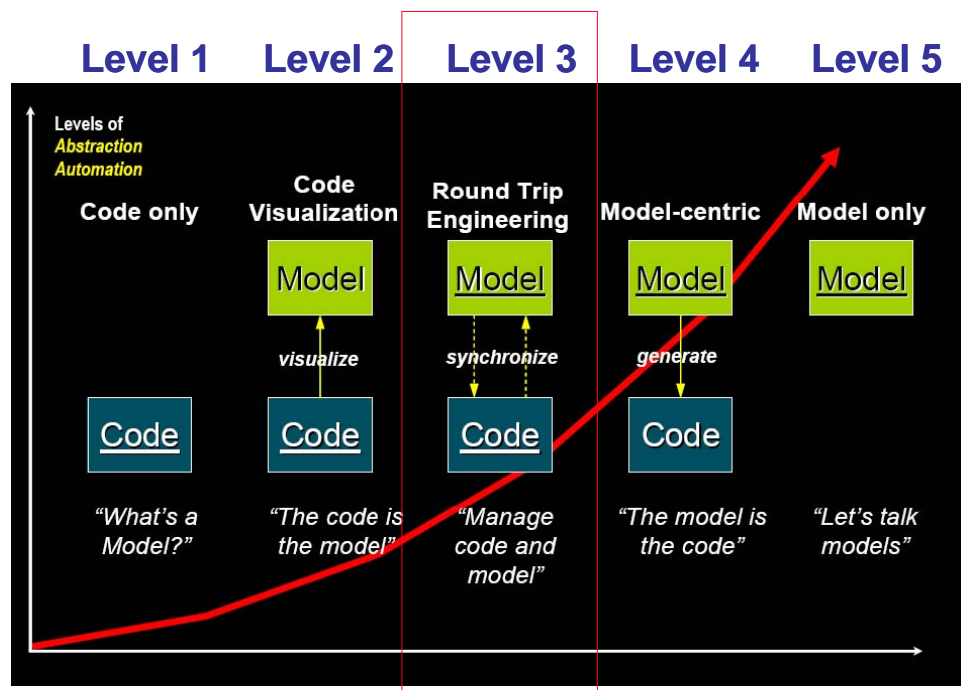 Level 1
Level 2
Level 3
Level 4
Level 5
Levels of
Abstraction
Automation
Code only
Code
Visualization
Round Trip
Engineering
Model-centric
Model only
Model
Model
Model
Model
visualize
synchronize
generate
Code
Code
Code
Code
“What’s a
Model?”
“The code is
the model”
“Manage
code and
model”
“The model is
the code”
“Let’s talk
models”